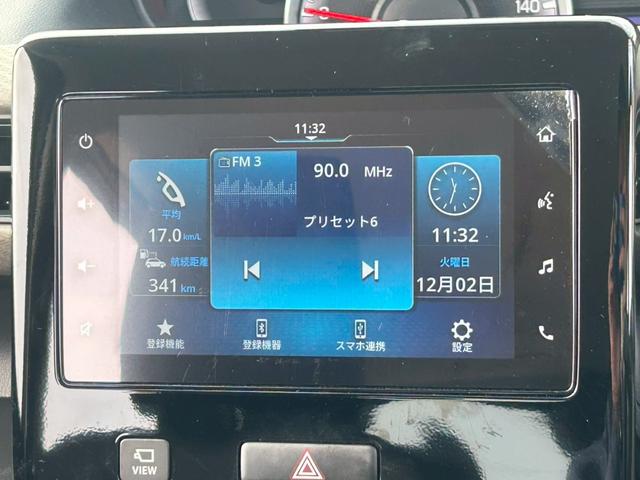 140
11:32
FM 3
90.0 MHz
プリセット6
平均
17.0 km/L
航続距離
341 km
11:32
火曜日
12月02日
登録機能
登録機器
スマホ連携
設定
VIEW